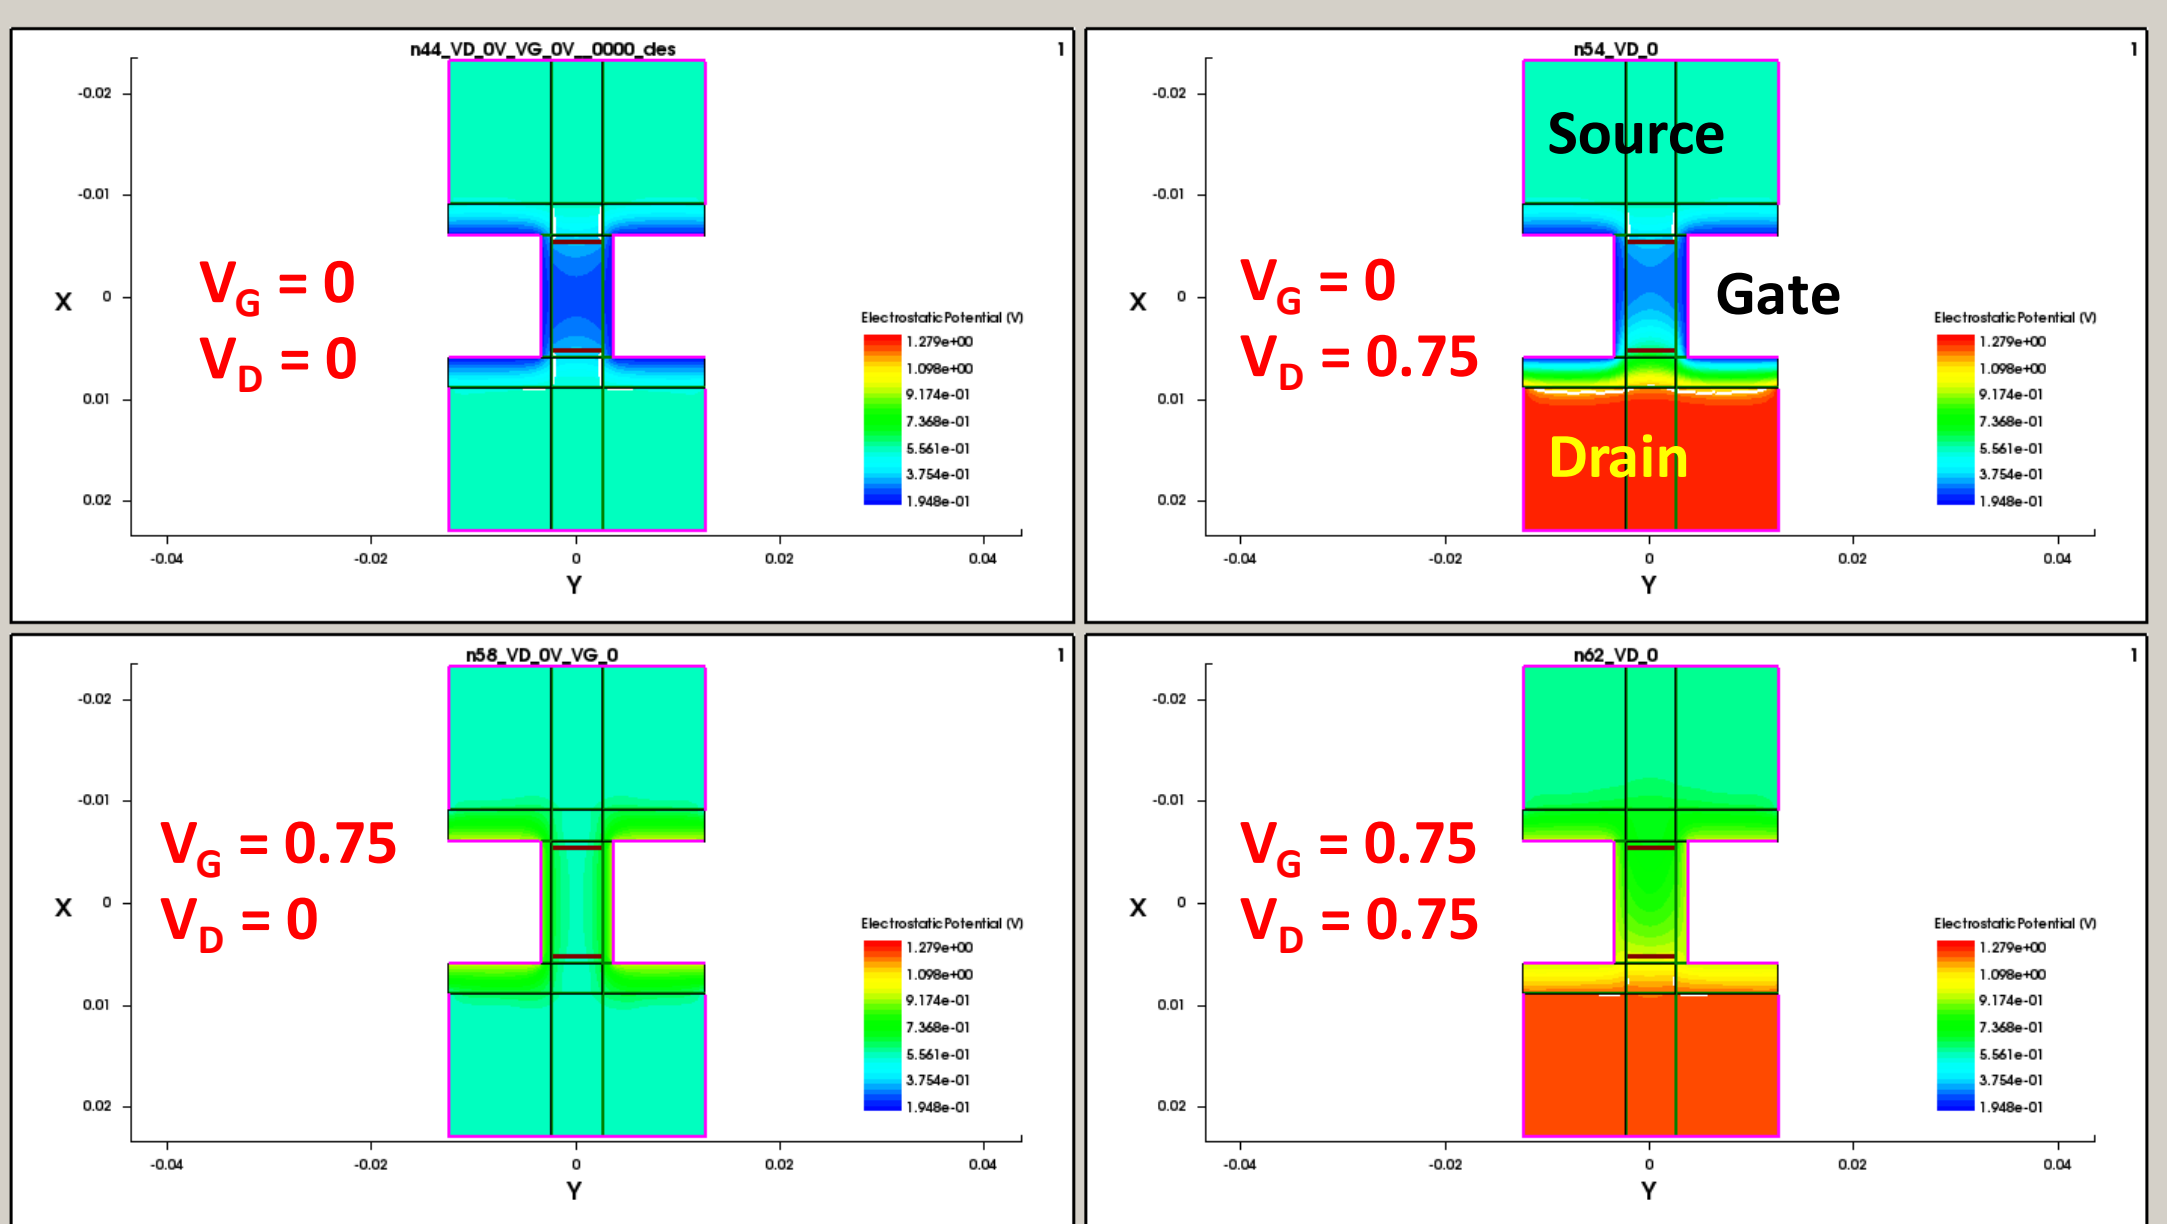 n44_VD_0V_VG_0V__0000_des
1
-0.02
-0.01
0
0.01
0.02
X
VG = 0
VD = 0
Electrostatic Potential (V)
1.279e+00
1.098e+00
9.174e-01
7.368e-01
5.561e-01
3.754e-01
1.948e-01
-0.04
-0.02
0
0.02
0.04
Y
n54_VD_0
1
-0.02
-0.01
0
0.01
0.02
X
Source
VG = 0
VD = 0.75
Gate
Drain
Electrostatic Potential (V)
1.279e+00
1.098e+00
9.174e-01
7.368e-01
5.561e-01
3.754e-01
1.948e-01
-0.04
-0.02
0
0.02
0.04
Y
n58_VD_0V_VG_0
1
-0.02
-0.01
0
0.01
0.02
X
VG = 0.75
VD = 0
Electrostatic Potential (V)
1.279e+00
1.098e+00
9.174e-01
7.368e-01
5.561e-01
3.754e-01
1.948e-01
-0.04
-0.02
0
0.02
0.04
Y
n62_VD_0
1
-0.02
-0.01
0
0.01
0.02
X
VG = 0.75
VD = 0.75
Electrostatic Potential (V)
1.279e+00
1.098e+00
9.174e-01
7.368e-01
5.561e-01
3.754e-01
1.948e-01
-0.04
-0.02
0
0.02
0.04
Y